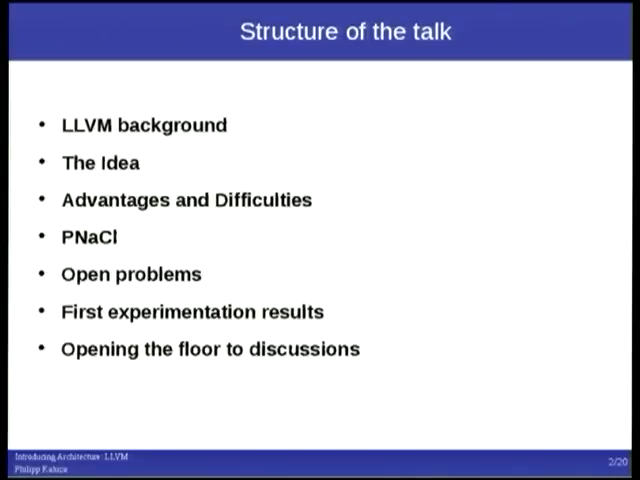 Structure of the talk
• LLVM background
• The Idea
• Advantages and Difficulties
• PNaCl
• Open problems
• First experimentation results
• Opening the floor to discussions
Introducing Architecture: LLVM
Philipp Kaluza
2/20